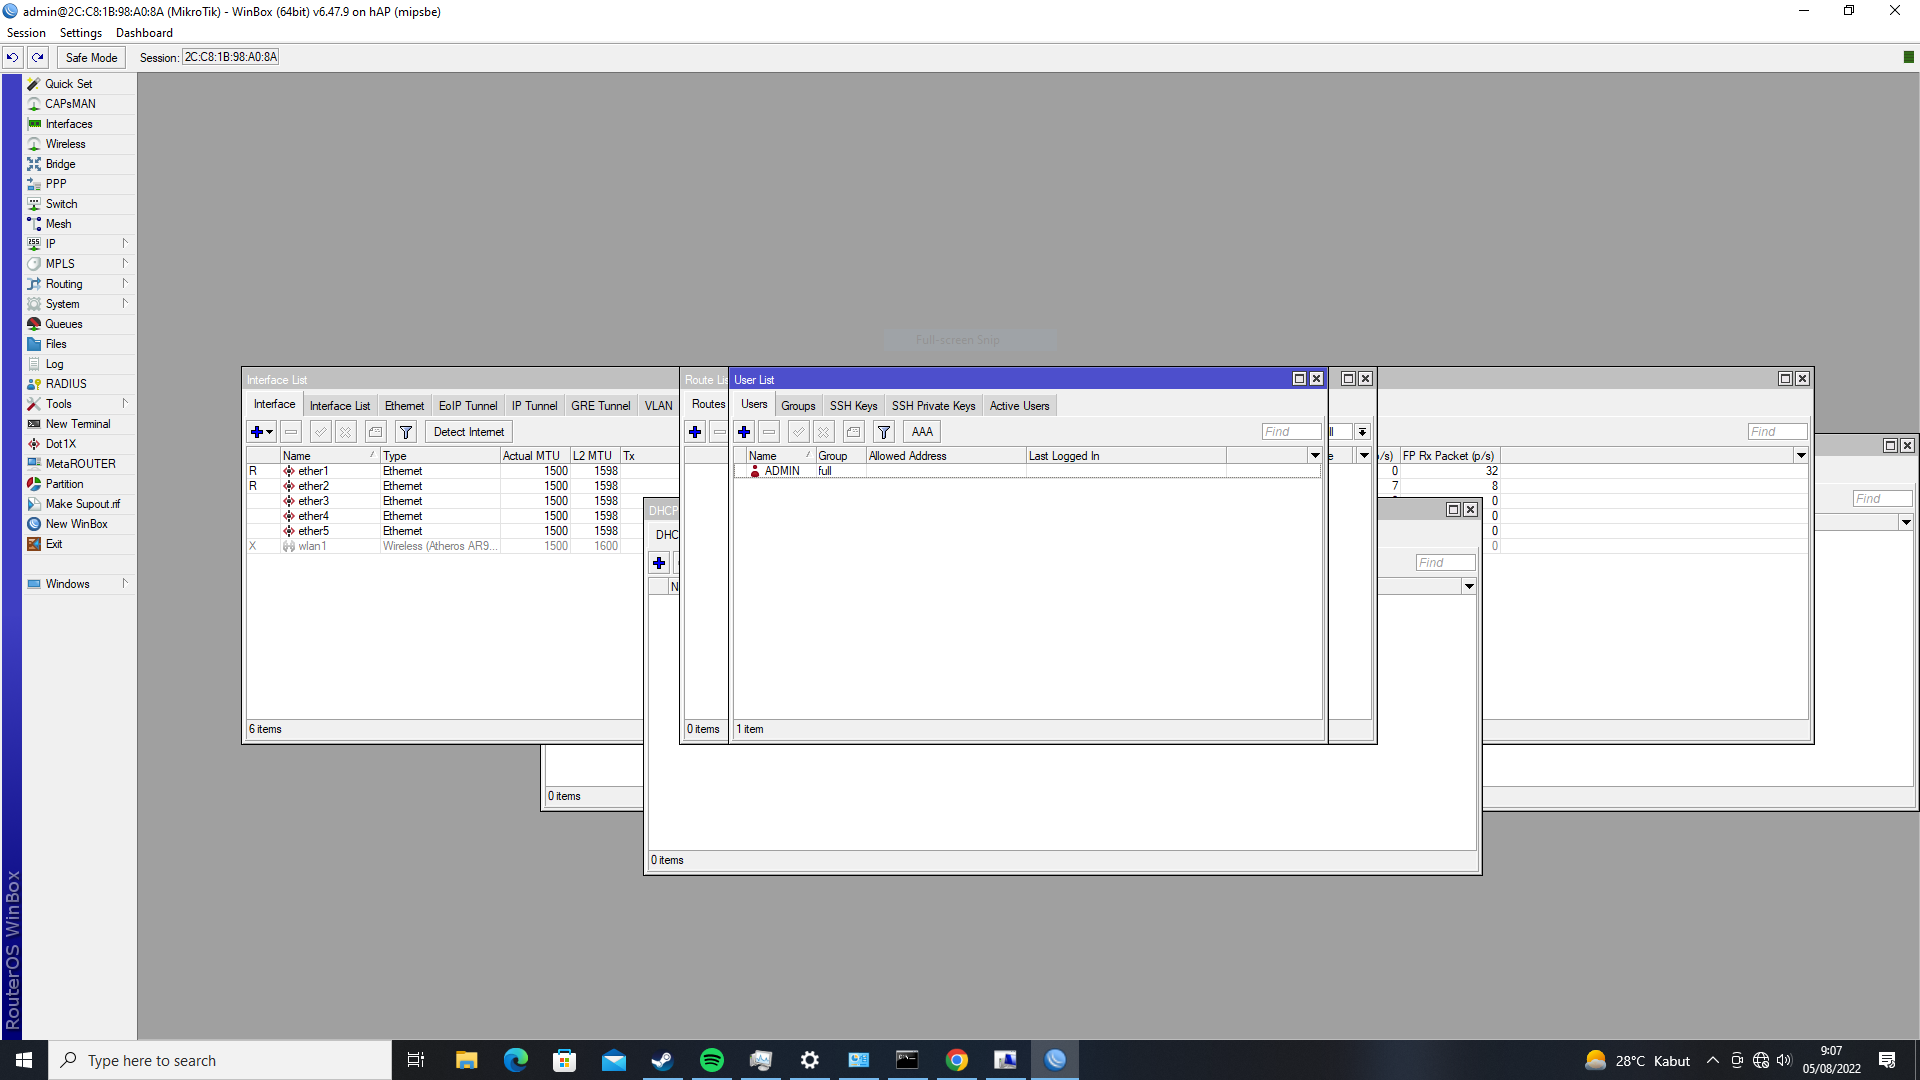 admin@2C:C8:1B:98:A0:8A (MikroTik) - WinBox (64bit) v6.47.9 on hAP (mipsbe)
Session Settings Dashboard
Safe Mode Session: 2C:C8:1B:98:A0:8A
Quick Set
CAPsMAN
Interfaces
Wireless
Bridge
PPP
Switch
Mesh
IP
MPLS
Routing
System
Queues
Files
Log
RADIUS
Tools
New Terminal
Dot1X
MetaROUTER
Partition
Make Supout.rif
New WinBox
Exit
Windows
RouterOS WinBox
Full-screen Snip
Interface List
Interface Interface List Ethernet EoIP Tunnel IP Tunnel GRE Tunnel VLAN
Detect Internet
Name Type Actual MTU L2 MTU Tx
R ether1 Ethernet 1500 1598
R ether2 Ethernet 1500 1598
ether3 Ethernet 1500 1598
ether4 Ethernet 1500 1598
ether5 Ethernet 1500 1598
X wlan1 Wireless (Atheros AR9... 1500 1600
6 items
Route Lis
Routes
0 items
User List
Users Groups SSH Keys SSH Private Keys Active Users
AAA Find
Name Group Allowed Address Last Logged In
ADMIN full
1 item
Find
/s) FP Rx Packet (p/s)
0 32
7 8
0
0
0
0
DHCP
DHC
Find
0 items
Find
0 items
Type here to search
28°C Kabut
9:07
05/08/2022